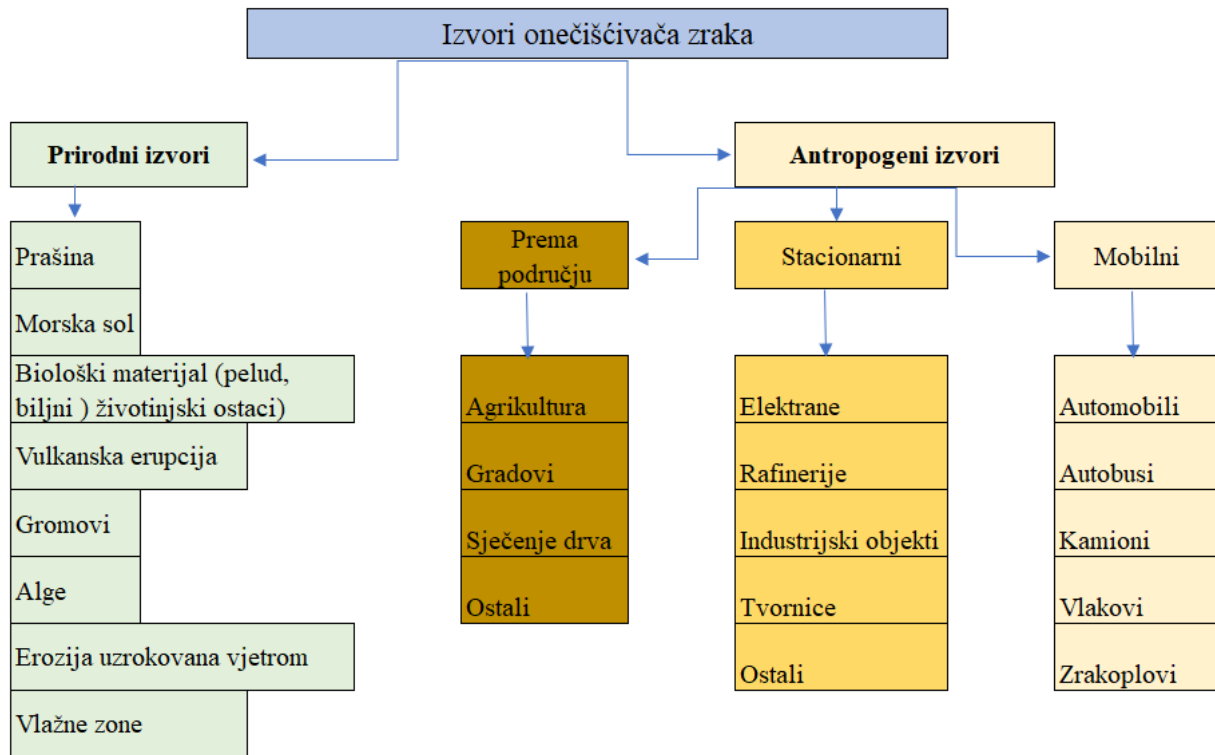 Izvori onečišćivača zraka
Prirodni izvori
Antropogeni izvori
Prašina
Morska sol
Biološki materijal (pelud,
biljni ) životinjski ostaci)
Vulkanska erupcija
Gromovi
Alge
Erozija uzrokovana vjetrom
Vlažne zone
Prema
području
Agrikultura
Gradovi
Sječenje drva
Ostali
Stacionarni
Elektrane
Rafinerije
Industrijski objekti
Tvornice
Ostali
Mobilni
Automobili
Autobusi
Kamioni
Vlakovi
Zrakoplovi